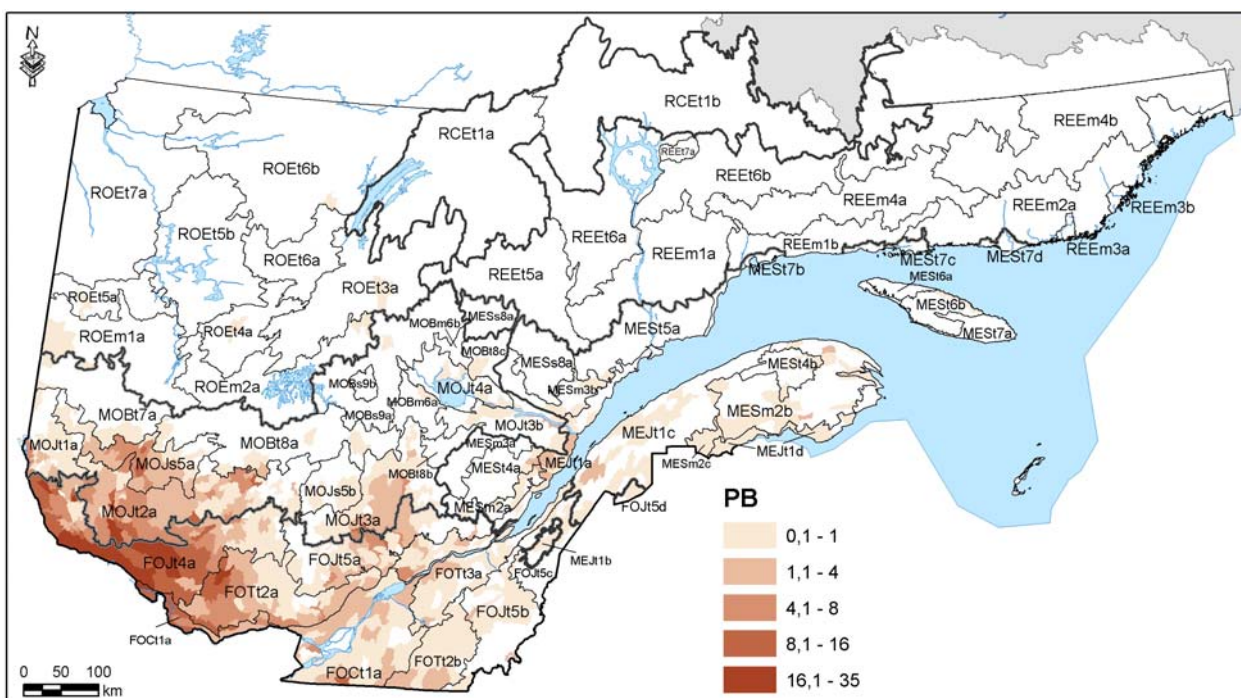 N
RCEt1b
REEm4b
RCEt1a
REEt7a
ROEt6b
REEt6b
ROEt7a
REEm4a
REEm2a
REEm3b
ROEt5b
REEt6a
REEm1a
REEm1b
REEm3a
ROEt6a
MESt7b
MESt7c
MESt7d
REEt5a
MESt6a
ROEt3a
ROEt5a
MESt6b
MESs8a
MESt5a
MESt7a
ROEt4a
MOBm6b
ROEm1a
MOBt8c
MESs8a
MESt4b
ROEm2a
MOBs9b
MOJt4a
MESm3b
MOBm6a
MESm2b
MOBt7a
MOBs9a
MOJt3b
MEJt1c
MOJt1a
MOBt8a
MESm3a
MEJt1d
MOJs5a
MOBt8b
MESt4a
MEJt1a
MESm2c
MOJs5b
MESm2a
FOJt5d
MOJt2a
MOJt3a
PB
FOJt4a
FOJt5a
MEJt1b
0,1 - 1
FOTt3a
FOJt5c
FOTt2a
1,1 - 4
FOJt5b
4,1 - 8
FOCt1a
8,1 - 16
FOTt2b
0 50 100
FOCt1a
km
16,1 - 35